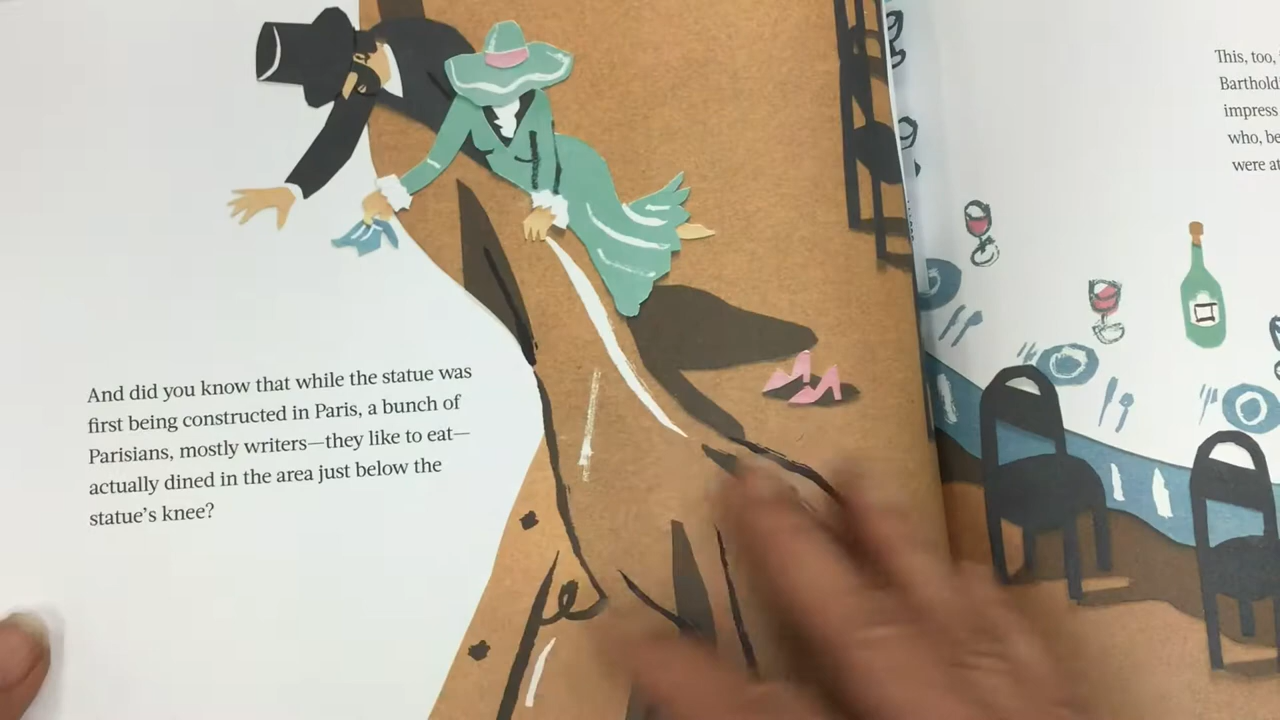 And did you know that while the statue was
first being constructed in Paris, a bunch of
Parisians, mostly writers—they like to eat—
actually dined in the area just below the
statue's knee?
This, too,
Barthold
impress
who, be
were at